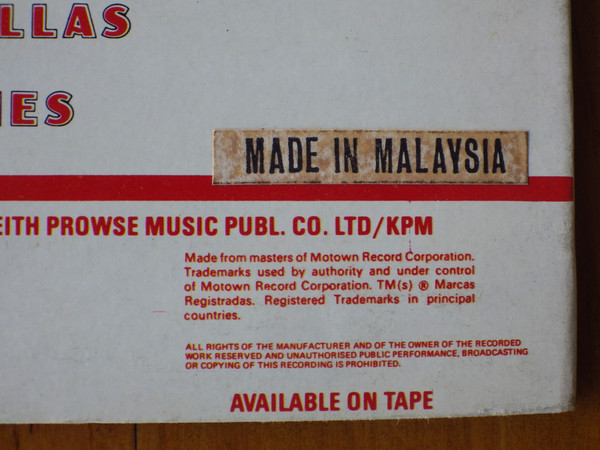 LLAS
IES
MADE IN MALAYSIA
EITH PROWSE MUSIC PUBL. CO. LTD/KPM
Made from masters of Motown Record Corporation.
Trademarks used by authority and under control
of Motown Record Corporation. TM(s) ® Marcas
Registradas. Registered Trademarks in principal
countries.
ALL RIGHTS OF THE MANUFACTURER AND OF THE OWNER OF THE RECORDED
WORK RESERVED AND UNAUTHORISED PUBLIC PERFORMANCE, BROADCASTING
OR COPYING OF THIS RECORDING IS PROHIBITED.
AVAILABLE ON TAPE